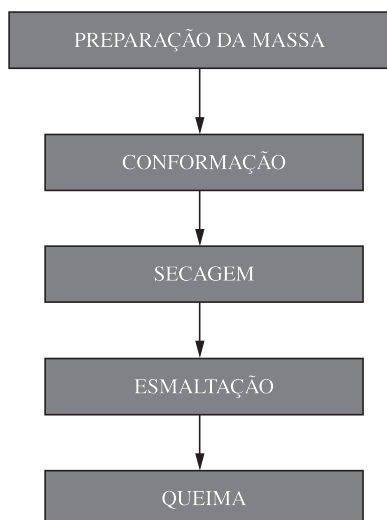 PREPARAÇÃO DA MASSA
CONFORMAÇÃO
SECAGEM
ESMALTAÇÃO
QUEIMA